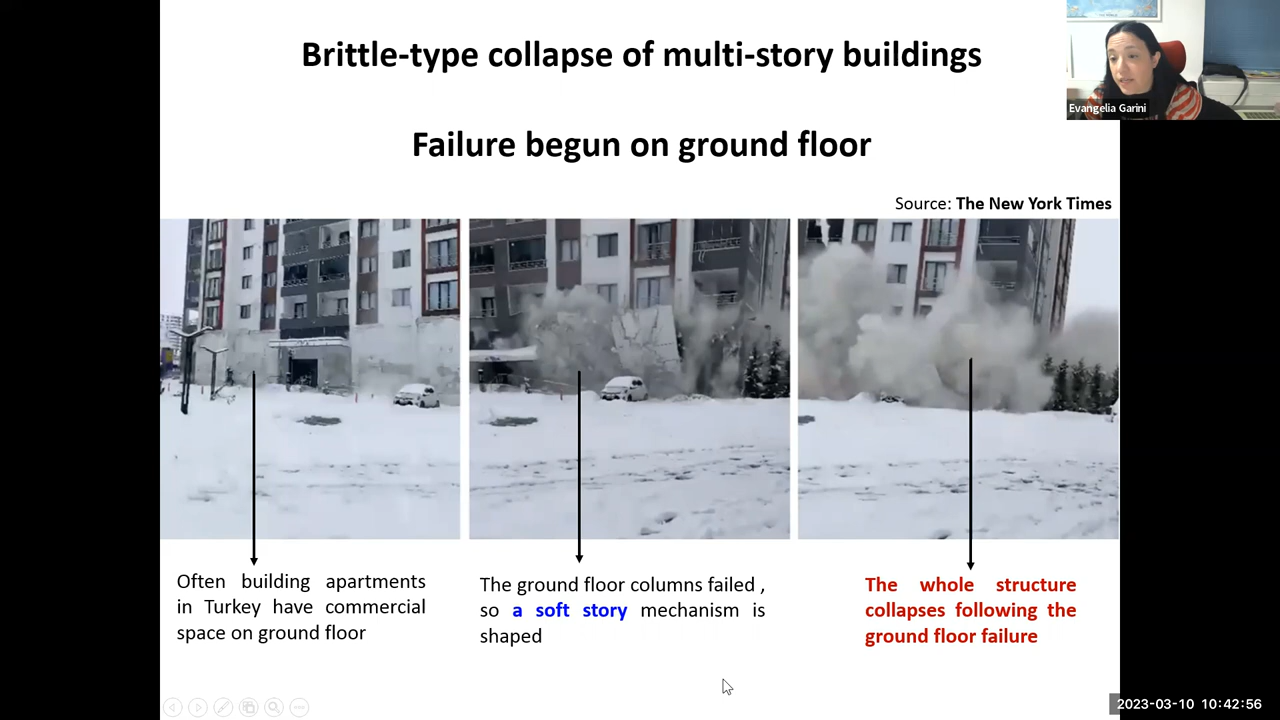 Brittle-type collapse of multi-story buildings
Evangelia Garini
Failure begun on ground floor
Source: The New York Times
Often building apartments
in Turkey have commercial
space on ground floor
The ground floor columns failed ,
so a soft story mechanism is
shaped
The whole structure
collapses following the
ground floor failure
2023-03-10 10:42:56